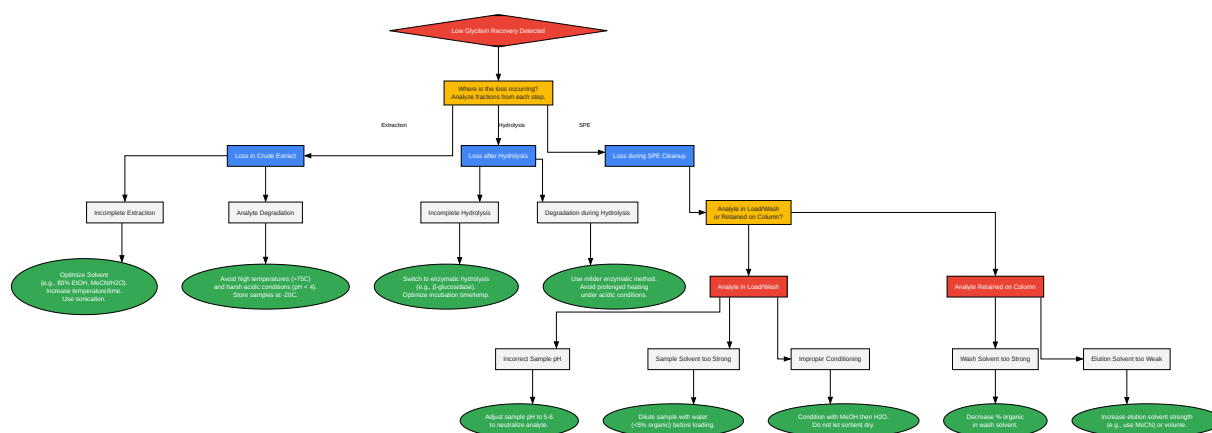 Low Glycitein Recovery Detected
Where is the loss occurring?
Analyze fractions from each step.
Extraction
Hydrolysis
SPE
Loss in Crude Extract
Loss after Hydrolysis
Loss during SPE Cleanup
Incomplete Extraction
Analyte Degradation
Incomplete Hydrolysis
Degradation during Hydrolysis
Analyte in Load/Wash
or Retained on Column?
Optimize Solvent
(e.g., 80% EtOH, MeCN/H2O).
Increase temperature/time.
Use sonication.
Avoid high temperatures (>75C)
and harsh acidic conditions (pH < 4).
Store samples at -20C.
Switch to enzymatic hydrolysis
(e.g., β-glucosidase).
Optimize incubation time/temp.
Use milder enzymatic method.
Avoid prolonged heating
under acidic conditions.
Analyte in Load/Wash
Analyte Retained on Column
Incorrect Sample pH
Sample Solvent too Strong
Improper Conditioning
Wash Solvent too Strong
Elution Solvent too Weak
Adjust sample pH to 5-6
to neutralize analyte.
Dilute sample with water
(<5% organic) before loading.
Condition with MeOH then H2O.
Do not let sorbent dry.
Decrease % organic
in wash solvent.
Increase elution solvent strength
(e.g., use MeCN) or volume.